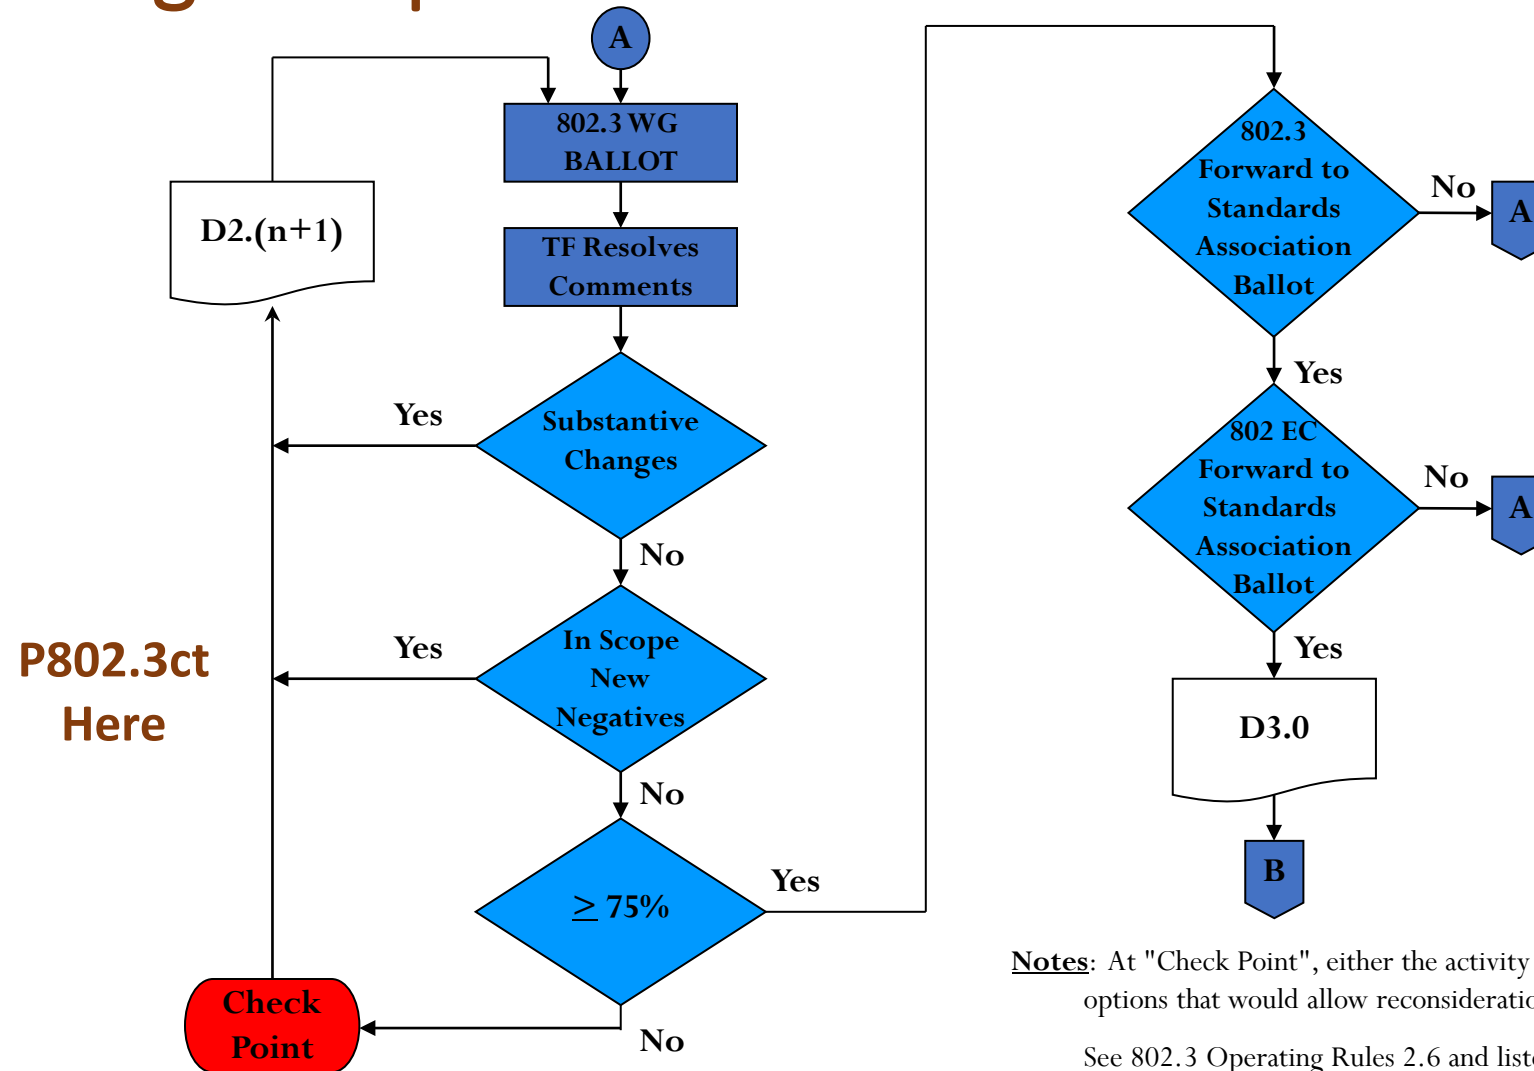 A
802.3 WG
BALLOT
D2.(n+1)
TF Resolves
Comments
Yes
Substantive
Changes
No
P802.3ct
Here
Yes
In Scope
New
Negatives
No
≥ 75%
Yes
Check
Point
No
802.3
Forward to
Standards
Association
Ballot
No
A
Yes
802 EC
Forward to
Standards
Association
Ballot
No
A
Yes
D3.0
B
Notes: At "Check Point", either the activity
options that would allow
See 802.3 Operating Rules 2.6 and